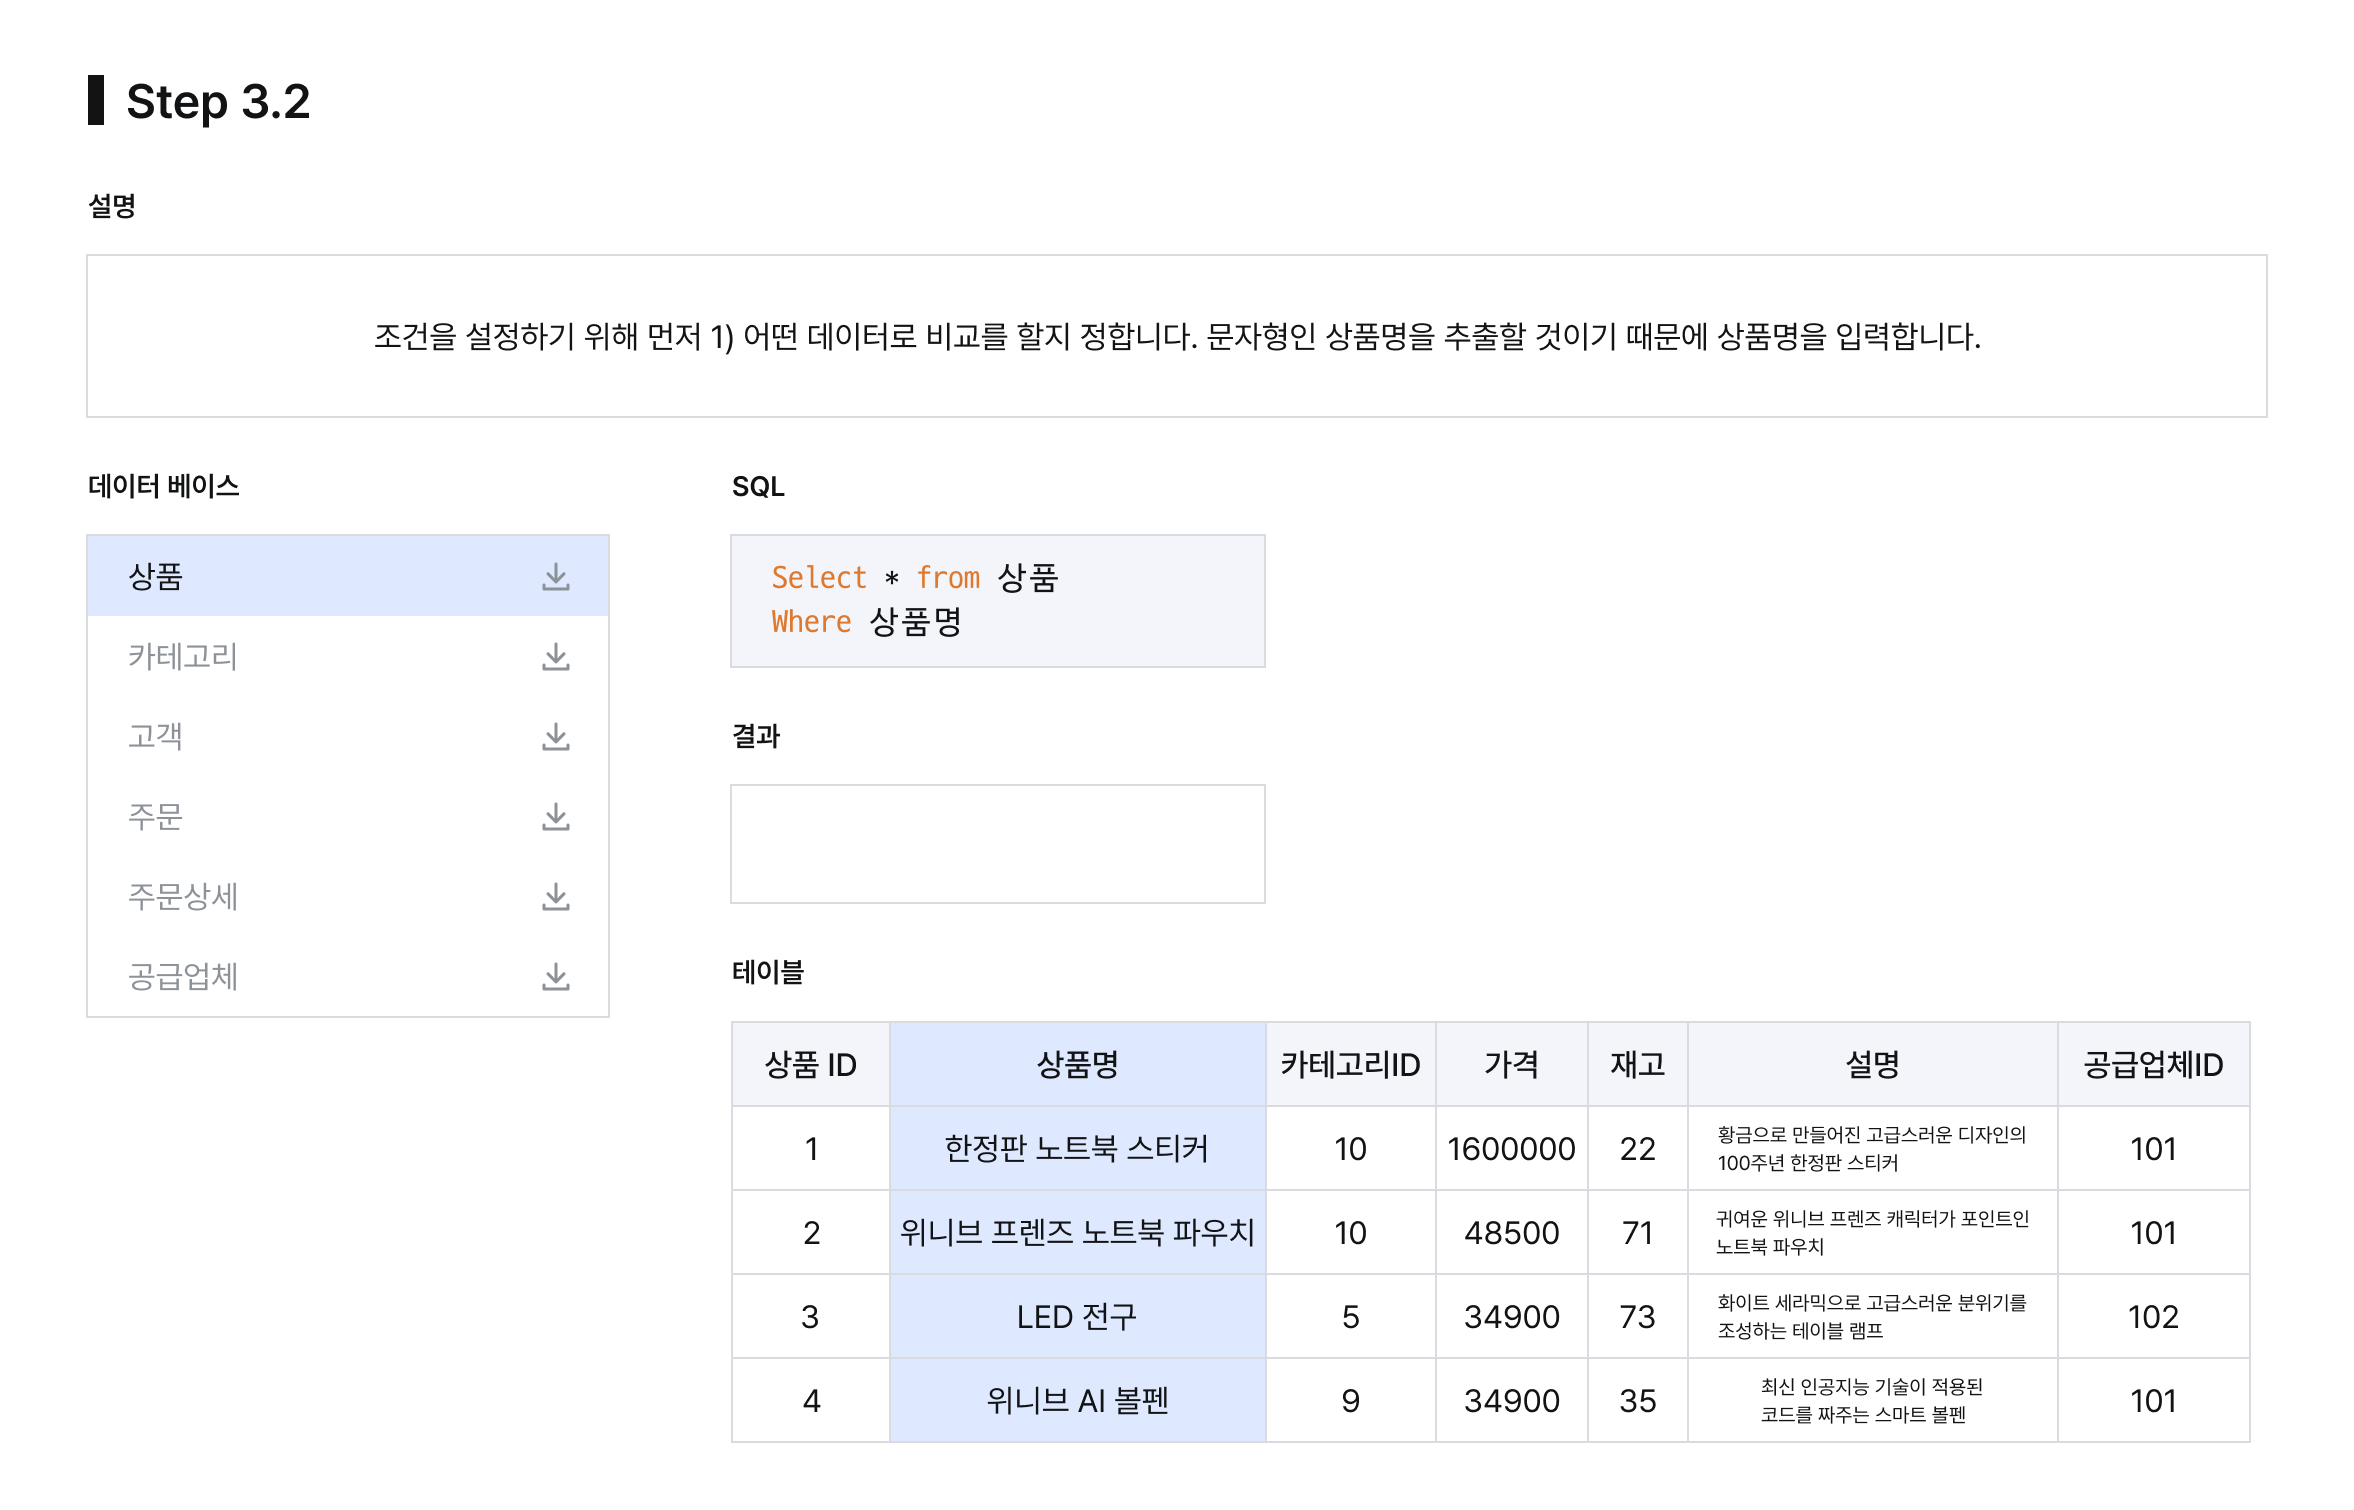 Step 3.2
설명
조건을 설정하기 위해 먼저 1) 어떤 데이터로 비교를 할지 정합니다. 문자형인 상품명을 추출할 것이기 때문에 상품명을 입력합니다.
데이터 베이스
상품
카테고리
고객
주문
주문상세
공급업체
SQL
Select * from 상품
Where 상품명
결과
테이블
상품 ID 상품명 카테고리ID 가격 재고 설명 공급업체ID
1 한정판 노트북 스티커 10 1600000 22 황금으로 만들어진 고급스러운 디자인의
100주년 한정판 스티커 101
2 위니브 프렌즈 노트북 파우치 10 48500 71 귀여운 위니브 프렌즈 캐릭터가 포인트인
노트북 파우치 101
3 LED 전구 5 34900 73 화이트 세라믹으로 고급스러운 분위기를
조성하는 테이블 램프 102
4 위니브 AI 볼펜 9 34900 35 최신 인공지능 기술이 적용된
코드를 짜주는 스마트 볼펜 101